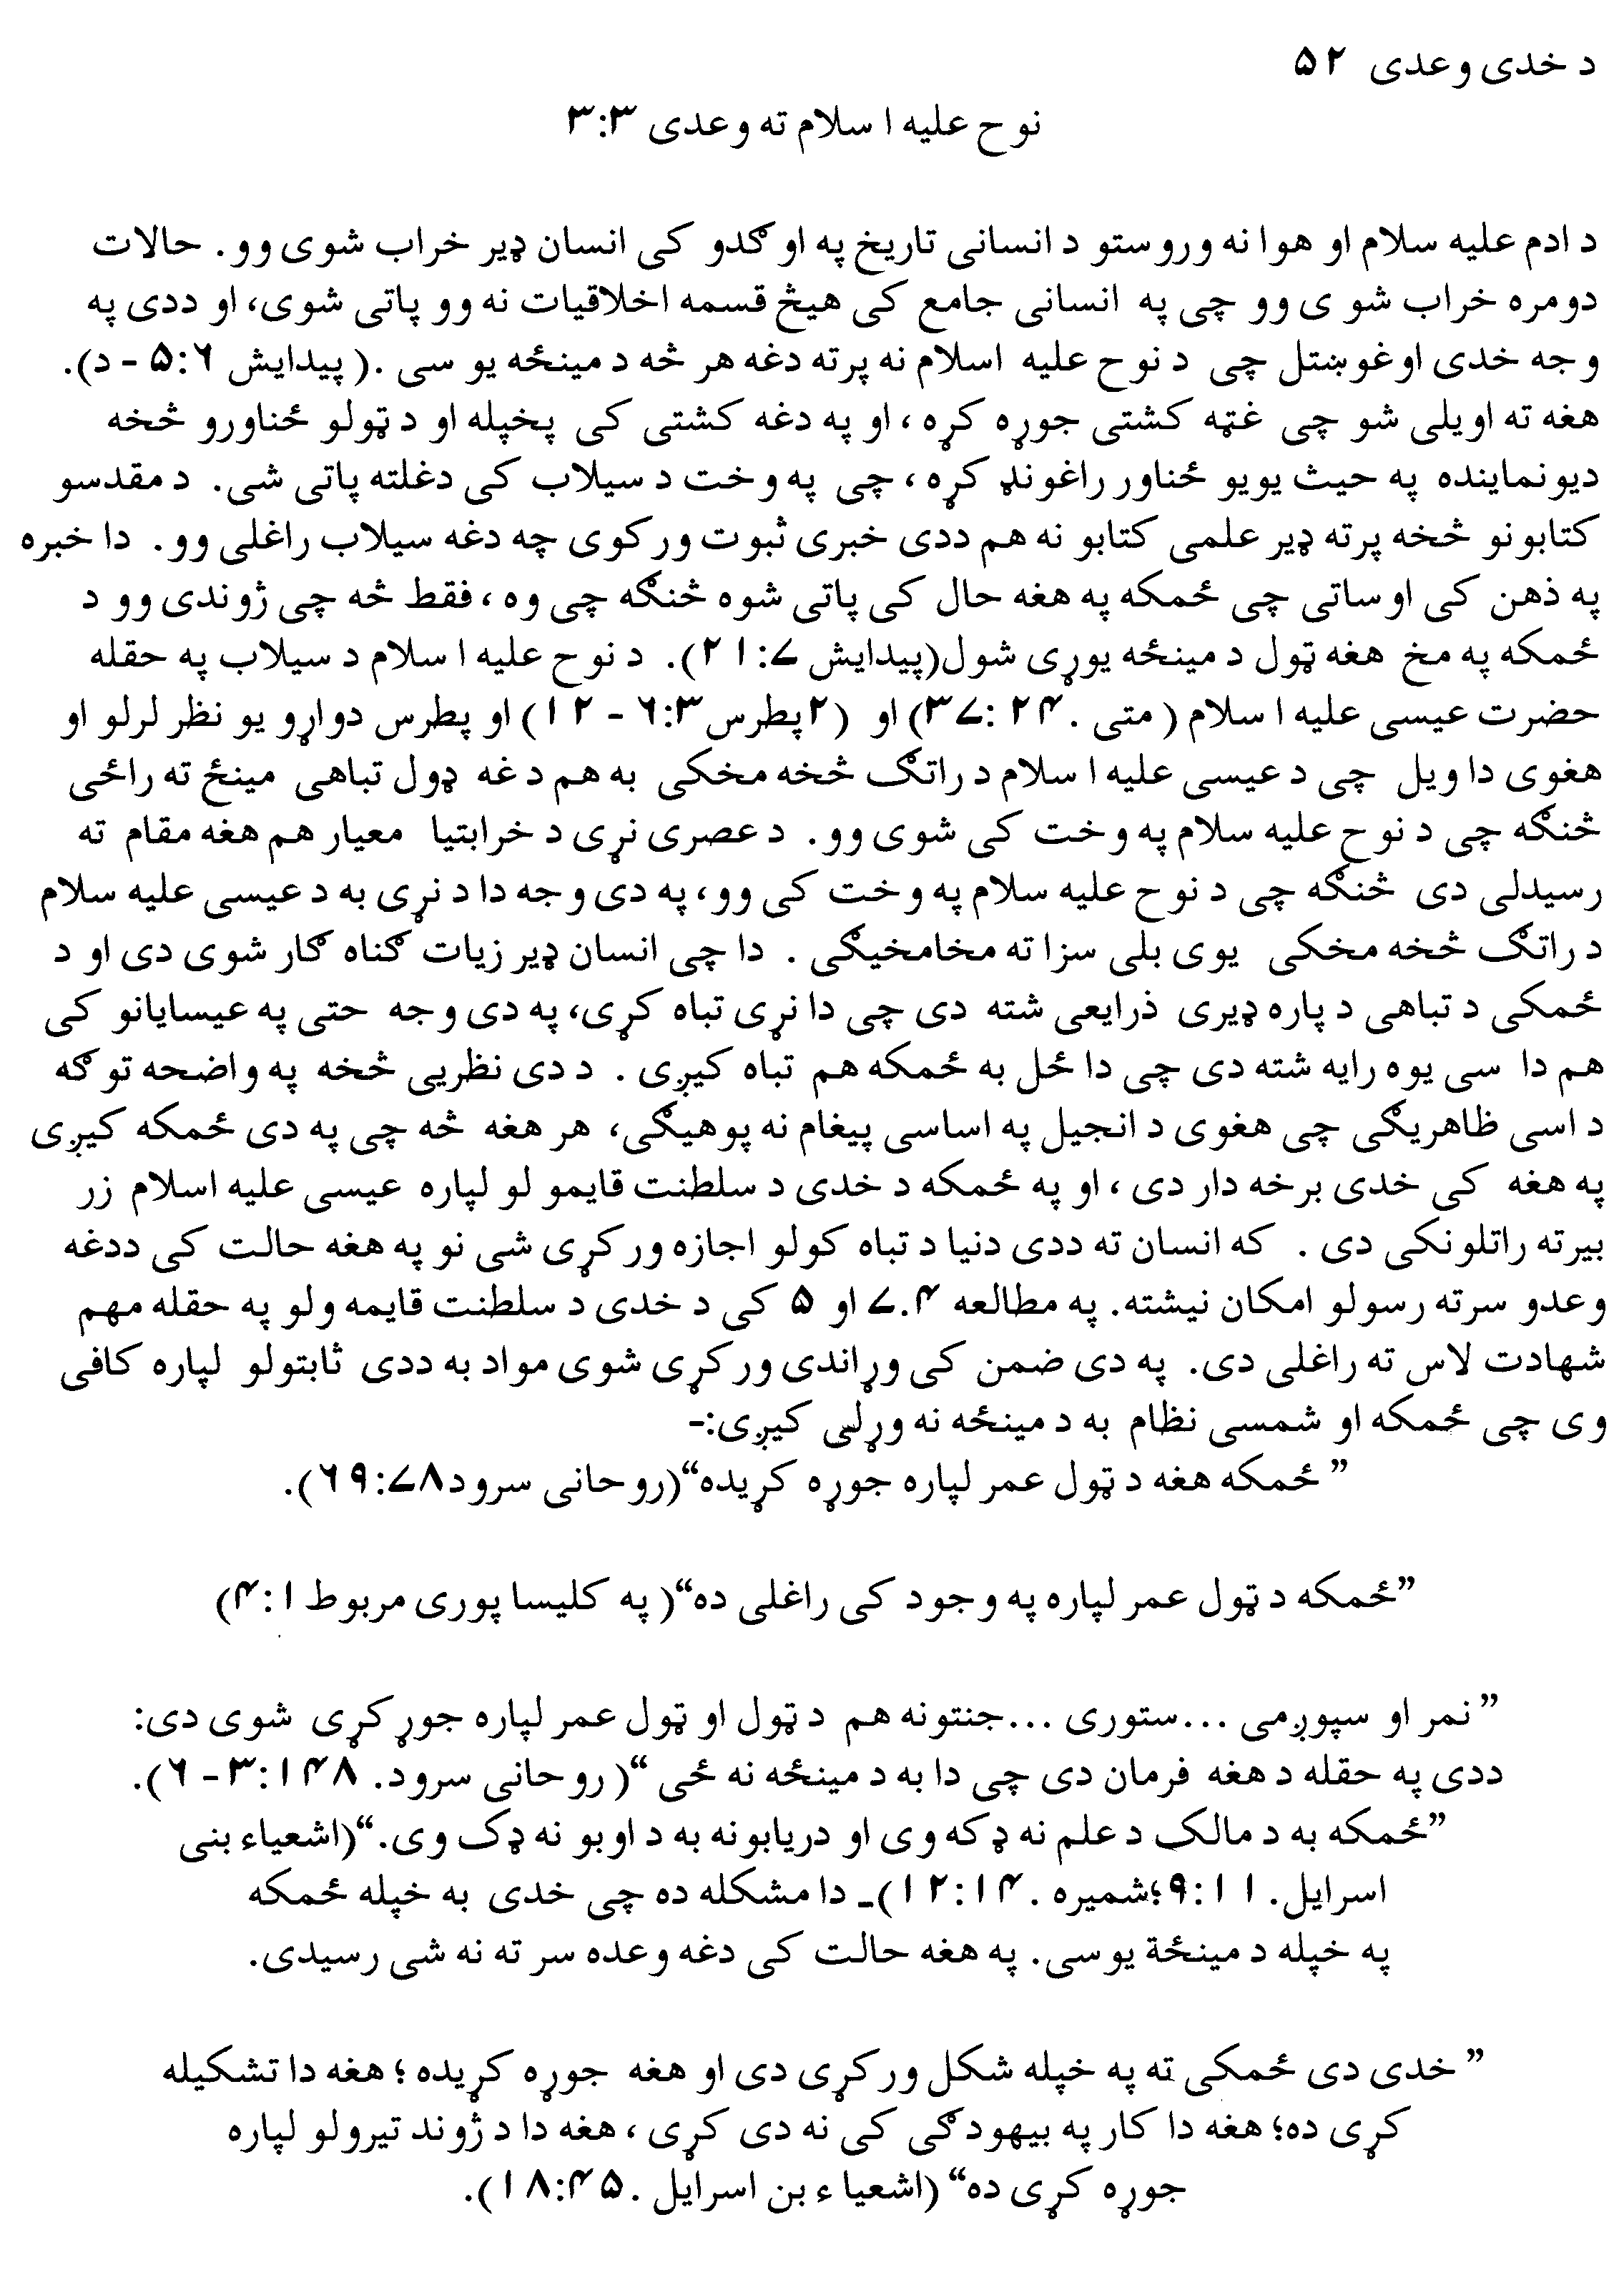 د خدی وعدی ۵۲
نوح علیه ا سلام ته وعدی ۳:۳
د ادم علیه سلام او هوا نه وروستو د انسانی تاریخ په اوګدو کی انسان ډیر خراب شوی وو. حالات
دومره خراب شو ی وو چی په انسانی جامع کی هیڅ قسمه اخلاقیات نه وو پاتی شوی، او ددی په
وجه خدی اوغوښتل چی د نوح علیه اسلام نه پرته دغه هر څه د مینځه یو سی .( پیدایش ۵:۶ - د).
هغه ته اویلی شو چی غټه کشتی جوړه کړه، او په دغه کشتی کی پخپله او د ټولو ځناورو څخه
دیونماینده په حیث یویو ځناور راغونډ کړه، چی په وخت د سیلاب کی دغلته پاتی شی. د مقدسو
کتابونو څخه پرته ډیر علمی کتابو نه هم ددی خبری ثبوت ورکوی چه دغه سیلاب راغلی وو. دا خبره
په ذهن کی اوساتی چی ځمکه په هغه حال کی پاتی شوه څنګه چی وه، فقط څه چی ژوندی وو د
ځمکه په مخ هغه ټول د مینځه یوړی شول(پیدایش ۷: ۲۱). د نوح علیه ا سلام د سیلاب په حقله
حضرت عیسی علیه ا سلام ( متی . ۲۴ :۳۷) او (۲پطرس۶:۳ - ۱۲) او پطرس دواړو یو نظر لرلو او
هغوی دا ویل چی د عیسی علیه ا سلام د راتګ څخه مخکی به هم دغه ډول تباهی مینځ ته راځی
څنګه چی د نوح علیه سلام په وخت کی شوی وو. د عصری نړی د خرابتیا معیار هم هغه مقام ته
رسیدلی دی څنګه چی د نوح علیه سلام په وخت کی وو، په دی وجه دا د نړی به د عیسی علیه سلام
د راتګ څخه مخکی یوی بلی سزا ته مخامخیګی . دا چی انسان ډیر زیات ګناه ګار شوی دی او د
ځمکی د تباهی د پاره ډیری ذرایعی شته دی چی دا نړی تباه کړی، په دی وجه حتی په عیسایانو کی
هم دا سی یوه رایه شته دی چی دا ځل به ځمکه هم تباه کیږی . د دی نظریی څخه په واضحه توګه
د اسی ظاهریګی چی هغوی د انجیل په اساسی پیغام نه پوهیګی، هر هغه څه چی په دی ځمکه کیږی
په هغه کی خدی برخه دار دی، او په ځمکه د خدی د سلطنت قایمو لو لپاره عیسی علیه اسلام زر
بیرته راتلونکی دی . که انسان ته ددی دنیا د تباه کولو اجازه ورکړی شی نو په هغه حالت کی ددغه
وعدو سرته رسولو امکان نیشته. په مطالعه ۷.۴ او ۵ کی د خدی د سلطنت قایمه ولو په حقله مهم
شهادت لاس ته راغلی دی. په دی ضمن کی وړاندی ورکړی شوی مواد به ددی ثابتولو لپاره کافی
وی چی ځمکه او شمسی نظام به د مینځه نه وړلی کیږی:-
” ځمکه هغه د ټول عمر لپاره جوړه کړیده“(روحانی سرود۷۸:۶۹).
”ځمکه د ټول عمر لپاره په وجود کی راغلی ده“( په کلیسا پوری مربوط ۴:۱)
” نمر او سپوږمی ...ستوری ...جنتونه هم د ټول او ټول عمر لپاره جوړ کړی شوی دی:
ددی په حقله د هغه فرمان دی چی دا به د مینځه نه ځی “( روحانی سرود. ۱۴۸:۳ - ۶).
”ځمکه به د مالک د علم نه ډکه وی او دریابونه به د اوبو نه ډک وی.“(اشعیاء بنی
اسرایل. ۱۱:۹؛شمیره .۱۴:۱۲)ـ دا مشکله ده چی خدی به خپله ځمکه
په خپله د مینځة یوسی. په هغه حالت کی دغه وعده سر ته نه شی رسیدی.
” خدی دی ځمکی ته په خپله شکل ورکړی دی او هغه جوړه کړیده؛ هغه دا تشکیله
کړی ده؛ هغه دا کار په بیهودګی کی نه دی کړی، هغه دا د ژوند تیرولو لپاره
جوړه کړی ده“ (اشعیا ء بن اسرایل .۴۵:۱۸).